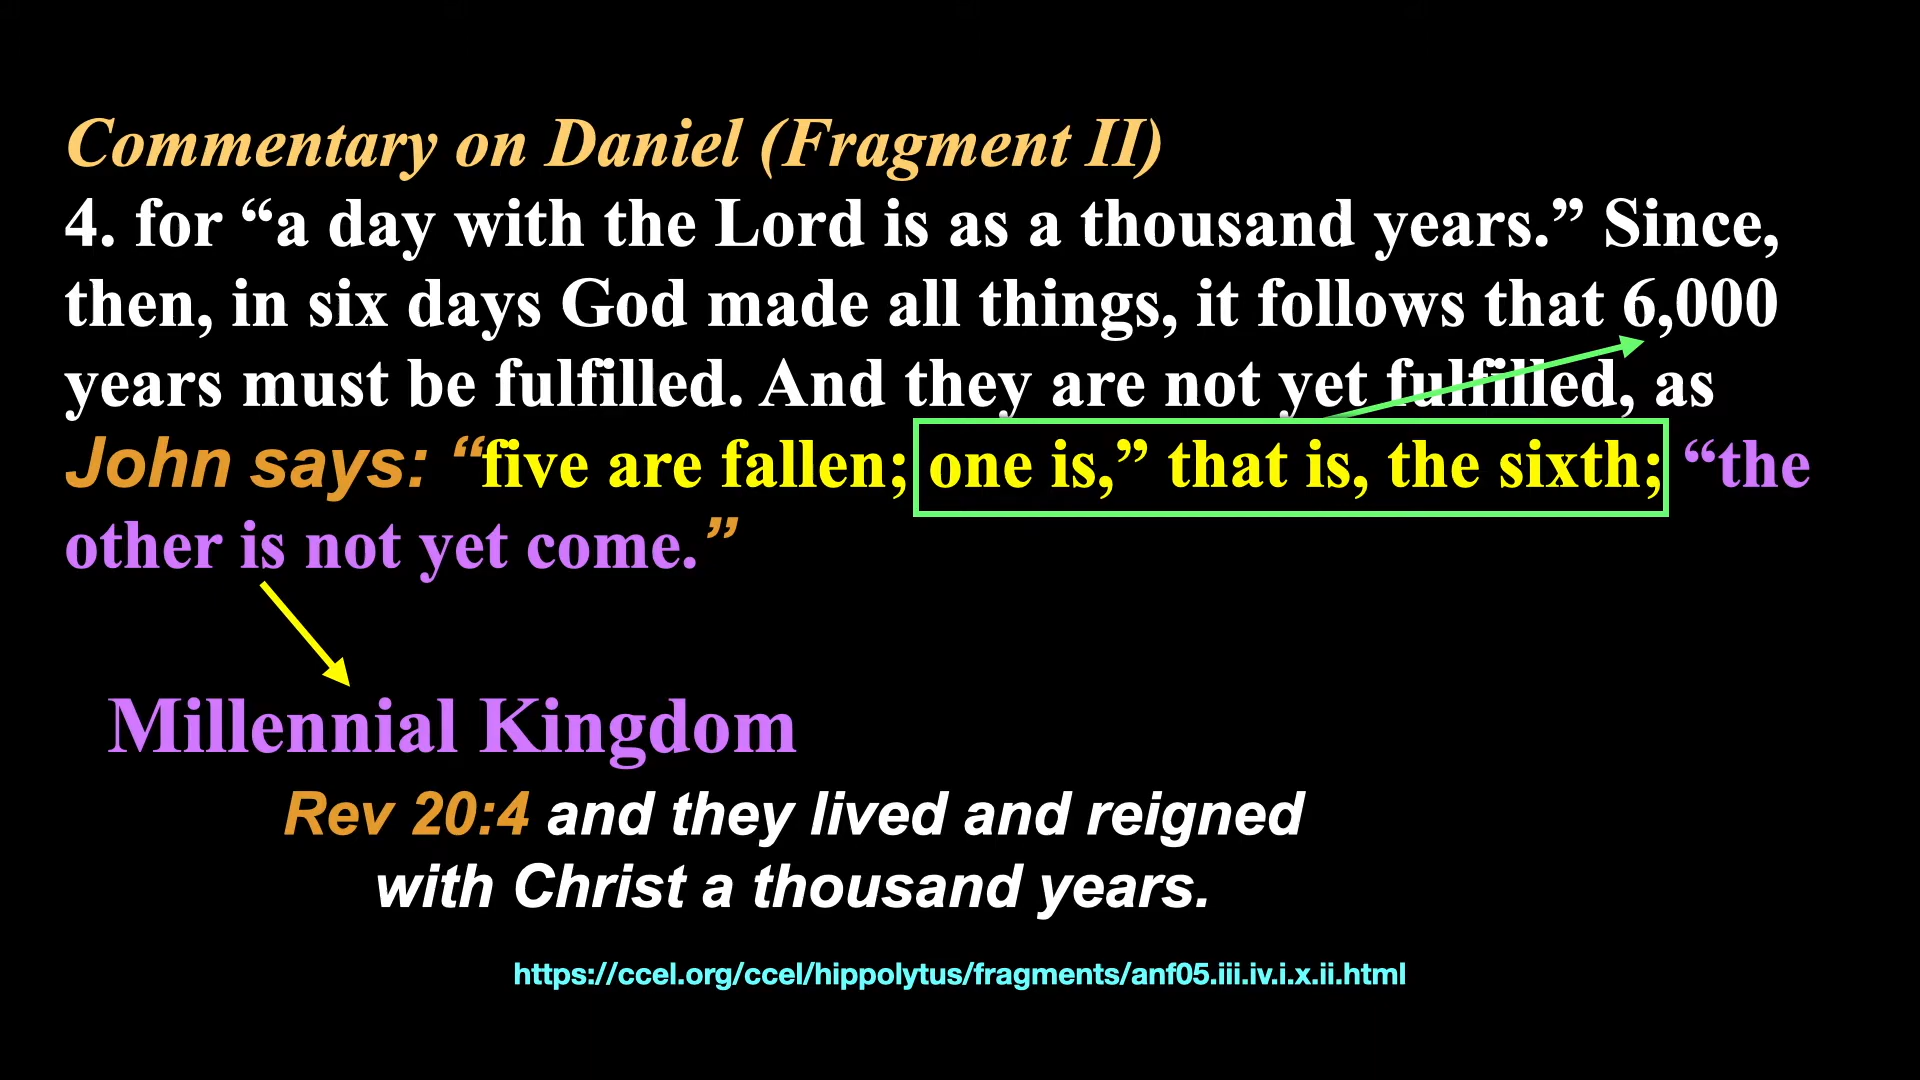 Commentary on Daniel (Fragment II)
4. for “a day with the Lord is as a thousand years.” Since,
then, in six days God made all things, it follows that 6,000
years must be fulfilled. And they are not yet fulfilled, as
John says: “five are fallen; one is,” that is, the sixth; “the
other is not yet come.”
Millennial Kingdom
Rev 20:4 and they lived and reigned
with Christ a thousand years.
https://ccel.org/ccel/hippolytus/fragments/anf05.iii.iv.i.x.ii.html